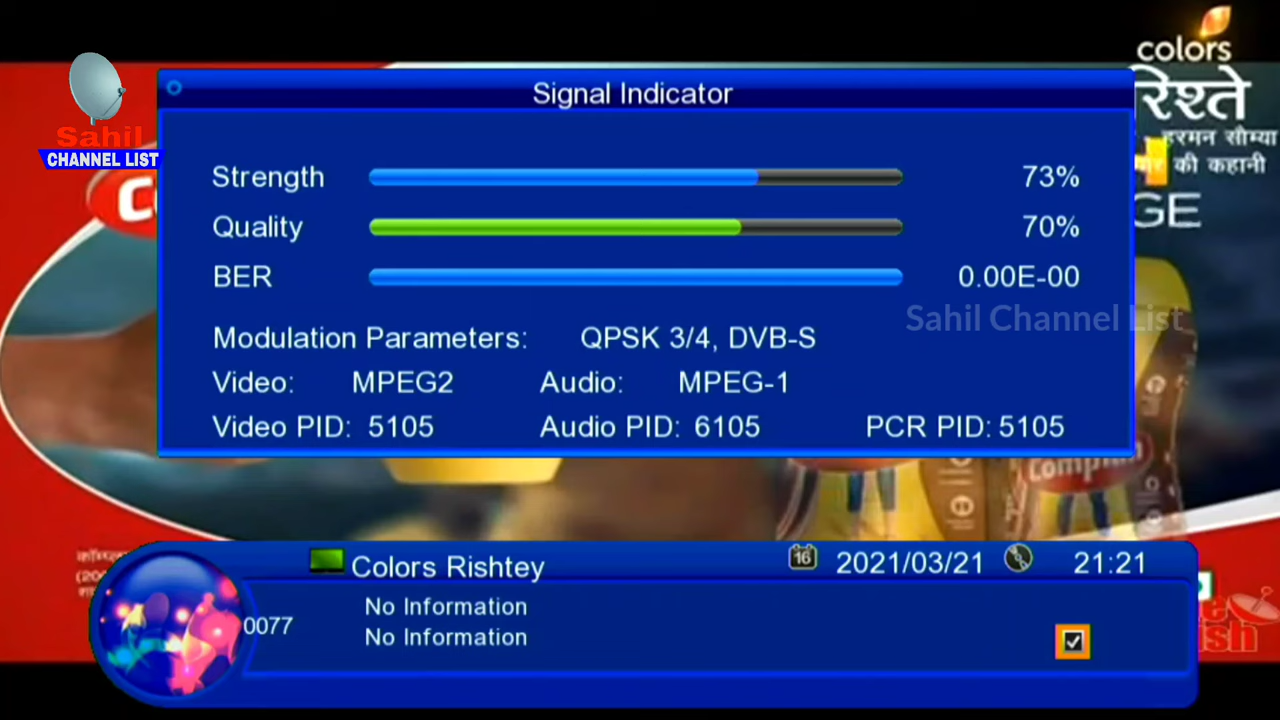 colors
रिश्ते
Sahil
CHANNEL LIST
Signal Indicator
हरमन सौम्या
की कहानी
GE
Strength 73%
Quality 70%
BER 0.00E-00
Sahil Channel List
Modulation Parameters: QPSK 3/4, DVB-S
Video: MPEG2 Audio: MPEG-1
Video PID: 5105 Audio PID: 6105 PCR PID: 5105
Complan
16
Colors Rishtey 2021/03/21 21:21
No Information
0077
No Information